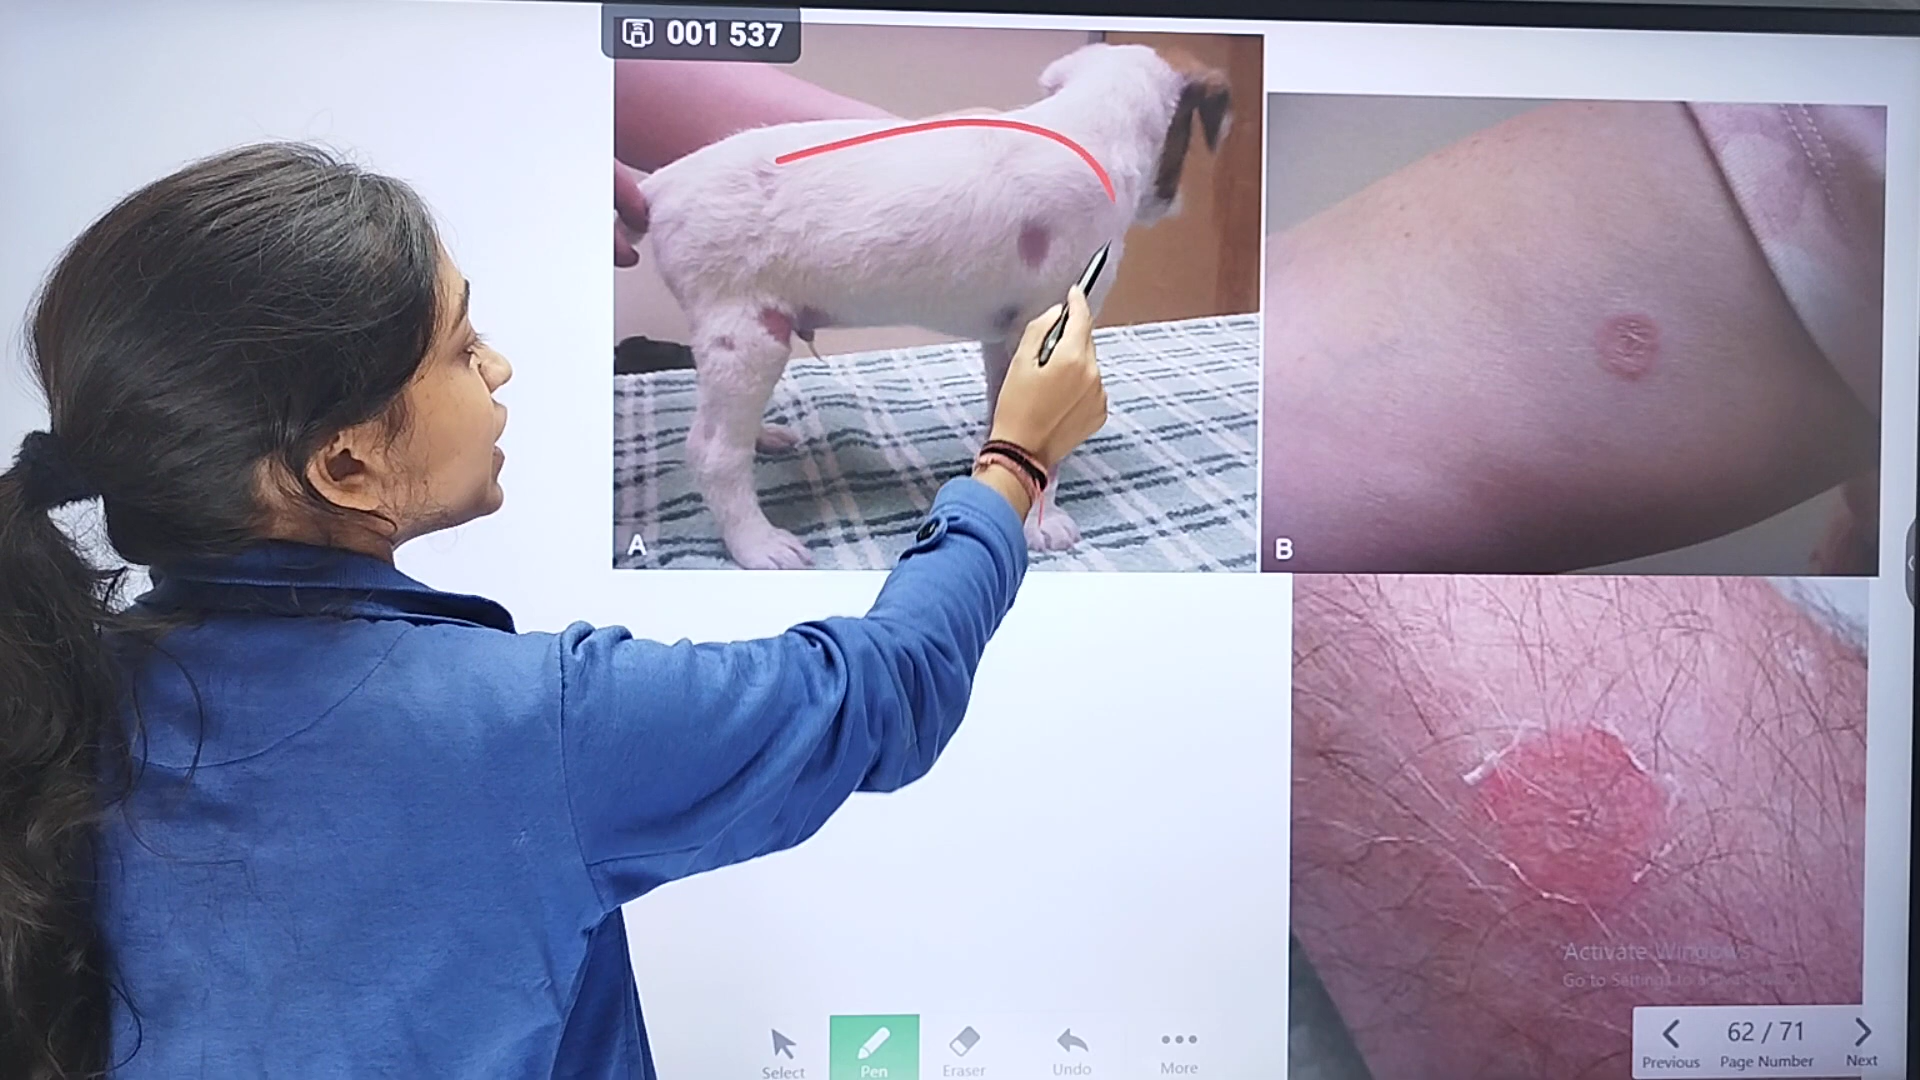 001 537
A
B
Activate Windows
Select
Pen
Eraser
Undo
More
62 / 71
Previous
Page Number
Next